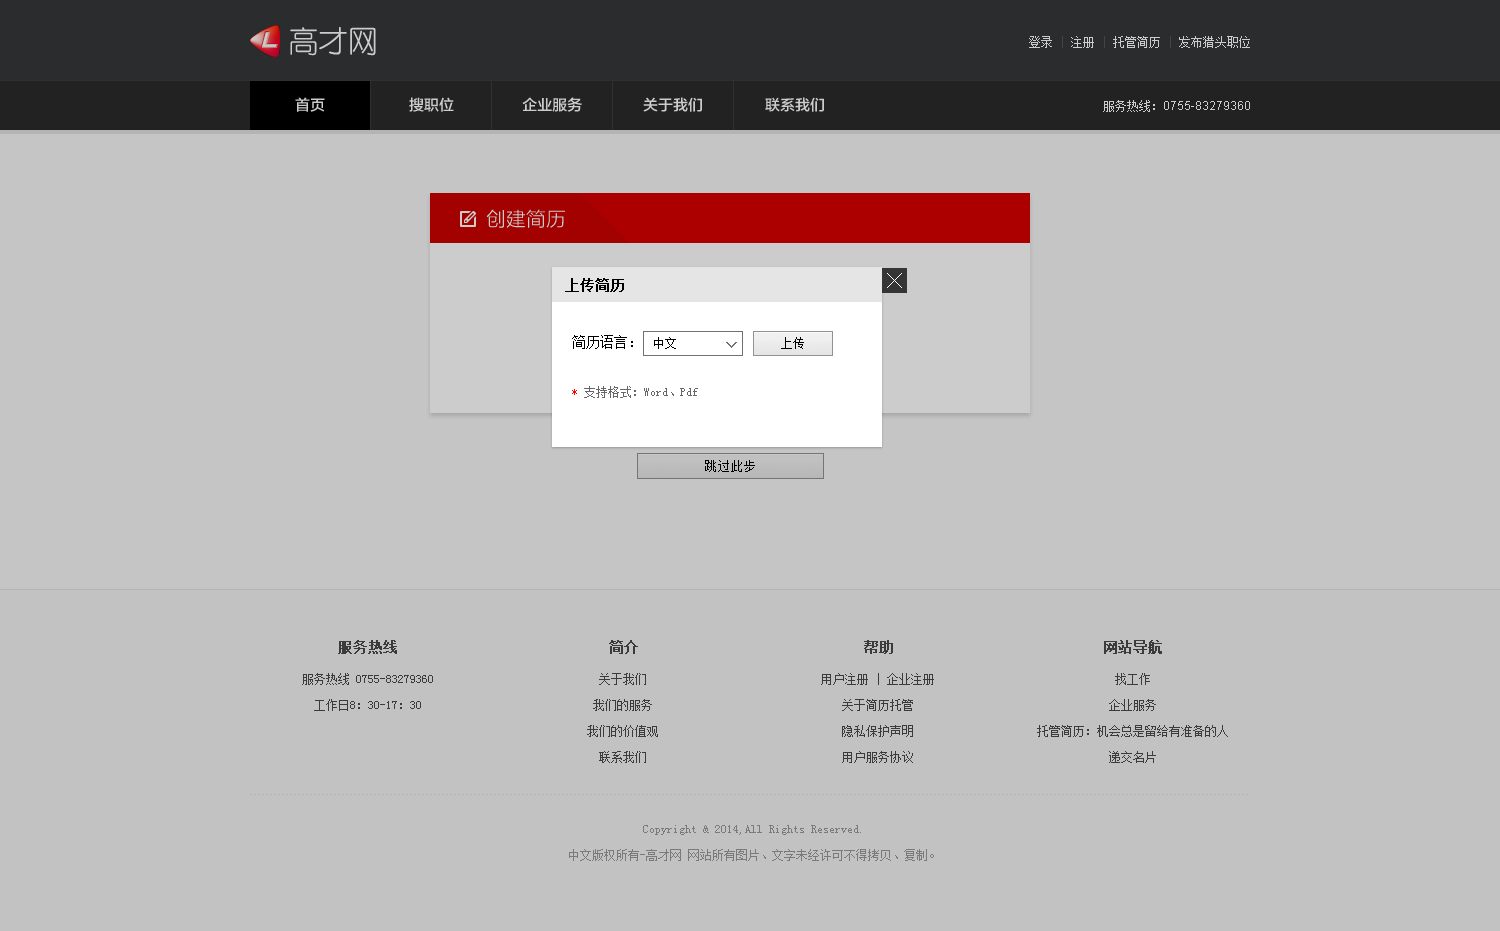 高才网
登录 注册 托管简历 发布猎头职位
首页 搜职位 企业服务 关于我们 联系我们 服务热线：0755-83279360
创建简历
上传简历
简历语言： 中文 上传
* 支持格式：Word、Pdf
跳过此步
服务热线 简介 帮助 网站导航
服务热线 0755-83279360 关于我们 用户注册 | 企业注册 找工作
工作日8：30-17：30 我们的服务 关于简历托管 企业服务
我们的价值观 隐私保护声明 托管简历：机会总是留给有准备的人
联系我们 用户服务协议 递交名片
Copyright & 2014,All Rights Reserved.
中文版权所有-高才网 网站所有图片、文字未经许可不得拷贝、复制。